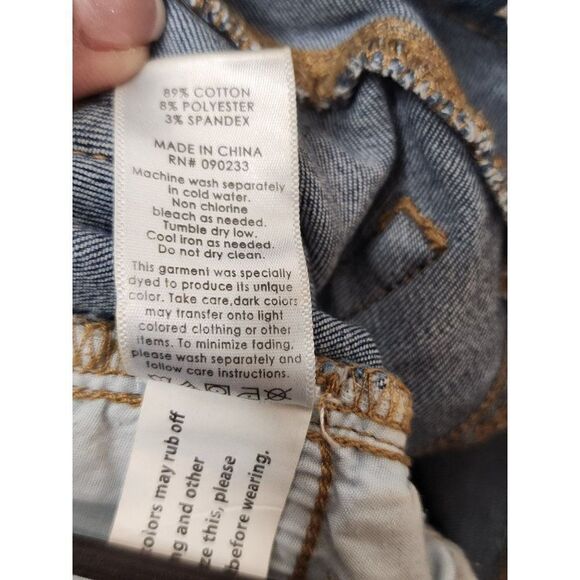 89% COTTON
8% POLYESTER
3% SPANDEX
MADE IN CHINA
RN# 090233
Machine wash separately
in cold water.
Non chlorine
bleach as needed.
Tumble dry low.
Cool iron as needed.
Do not dry clean.
This garment was specially
dyed to produce its unique
color. Take care,dark colors
may transfer onto light
colored clothing or other
items. To minimize fading,
please wash separately and
follow care instructions.
colors may rub off
and other
this, please
before wearing.